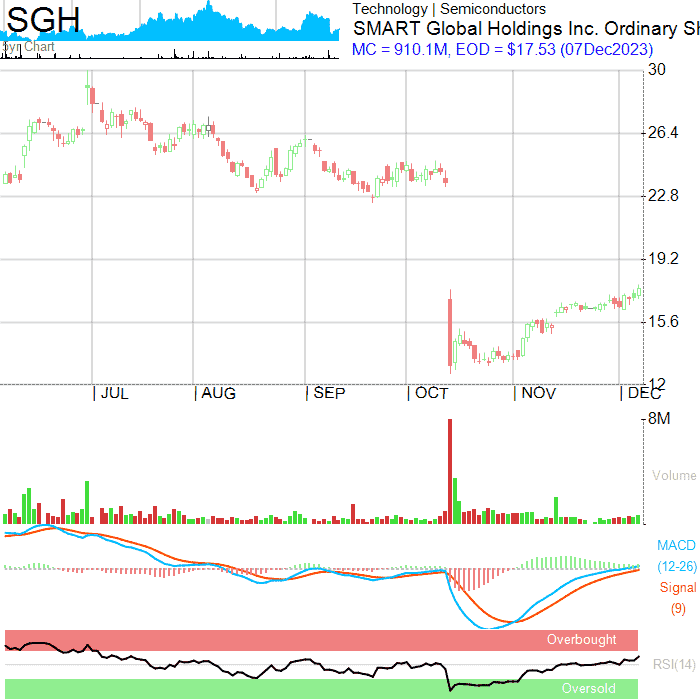 SGH
5yr Chart
Technology | Semiconductors
SMART Global Holdings Inc. Ordinary Sh
MC = 910.1M, EOD = $17.53 (07Dec2023)
30
26.4
22.8
19.2
15.6
12
JUL AUG SEP OCT NOV DEC
8M
Volume
MACD
(12-26)
Signal
(9)
Overbought
RSI(14)
Oversold